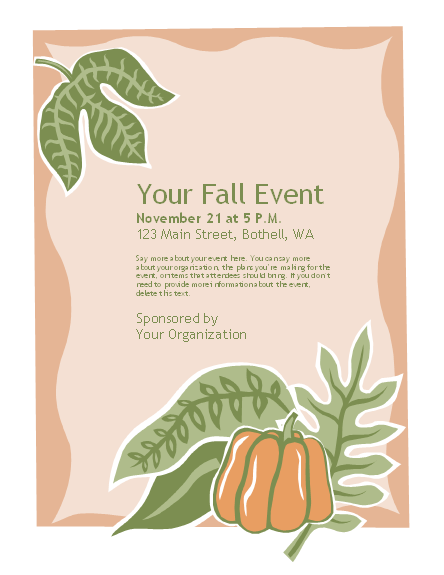 Your Fall Event
November 21 at 5 P.M.
123 Main Street, Bothell, WA
Say more about your event here. You can say more
about your organization, the plans you're making for the
event, or items that attendees should bring. If you don't
need to provide more information about the event,
delete this text.
Sponsored by
Your Organization